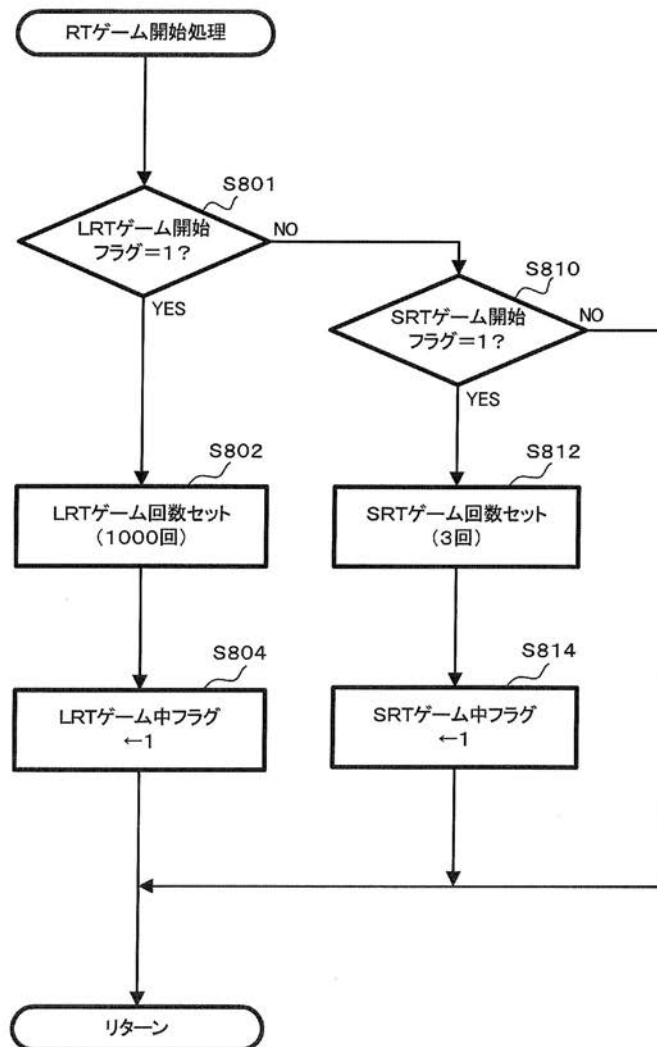 RTゲーム開始処理
S801
LRTゲーム開始
フラグ=1?
NO
YES
S810
SRTゲーム開始
フラグ=1?
NO
YES
S802
LRTゲーム回数セット
(1000回)
S812
SRTゲーム回数セット
(3回)
S804
LRTゲーム中フラグ
←1
S814
SRTゲーム中フラグ
←1
リターン